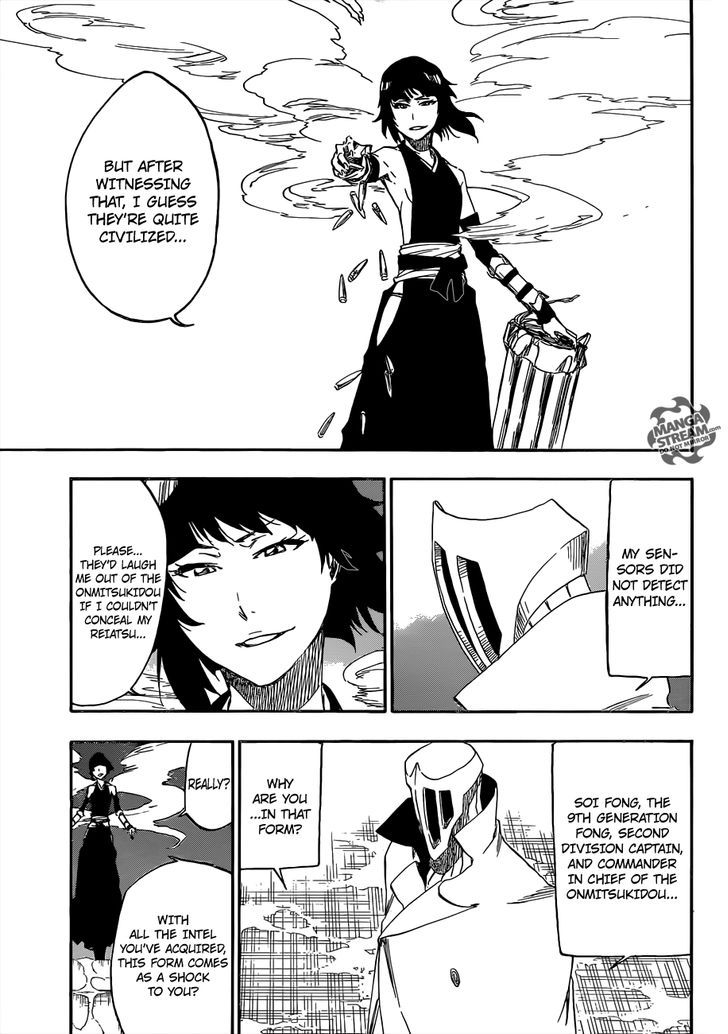 BUT AFTER
WITNESSING
THAT, I GUESS
THEY'RE QUITE
CIVILIZED...
MANGA
STREAM.com
DO NOT MIRROR
MY SEN-
SORS DID
NOT DETECT
ANYTHING...
PLEASE...
THEY'D LAUGH
ME OUT OF THE
ONMITSUKIDOU
IF I COULDN'T
CONCEAL MY
REIATSU...
SOI FONG, THE
9TH GENERATION
FONG, SECOND
DIVISION CAPTAIN,
AND COMMANDER
IN CHIEF OF THE
ONMITSUKIDOU...
WHY
ARE YOU
...IN THAT
FORM?
REALLY?
WITH
ALL THE INTEL
YOU'VE ACQUIRED,
THIS FORM COMES
AS A SHOCK
TO YOU?